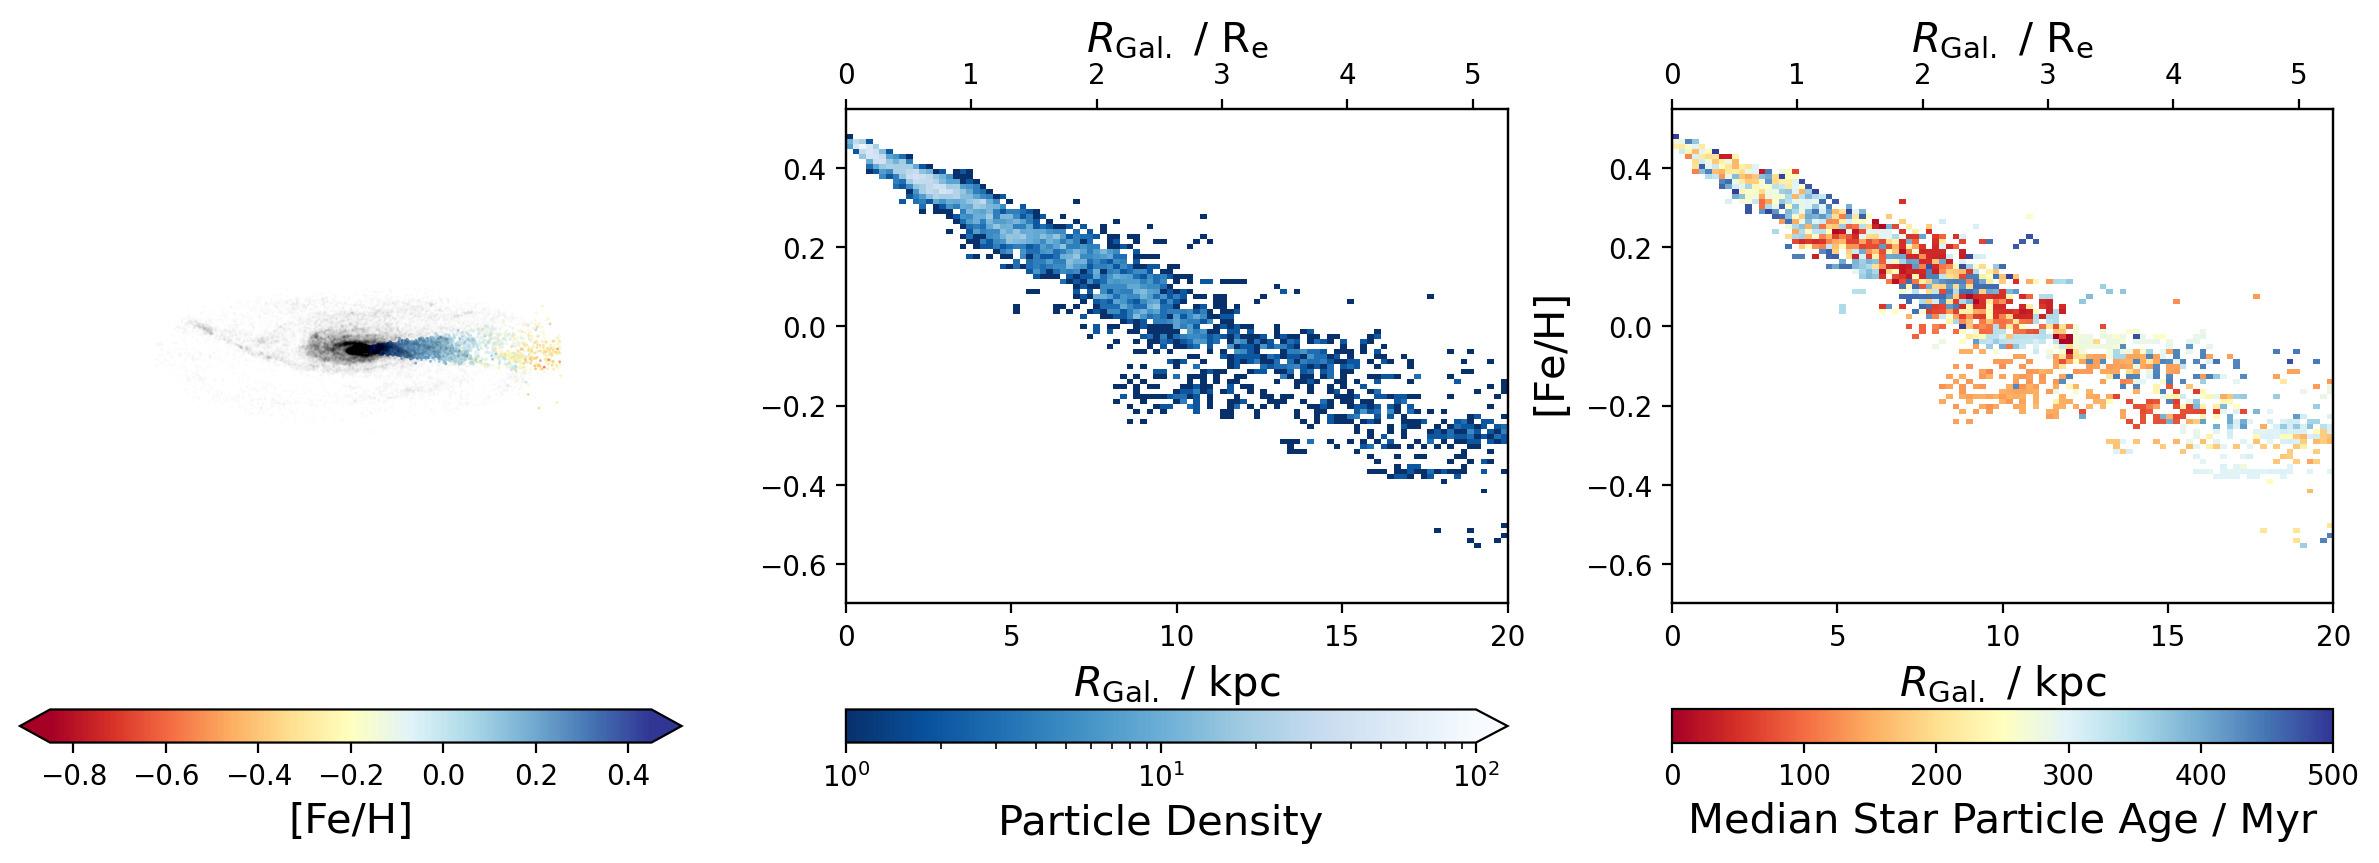 R_Gal. / R_e
R_Gal. / R_e
0 1 2 3 4 5
0 1 2 3 4 5
0.4
0.2
0.0
−0.2
−0.4
−0.6
[Fe/H]
0.4
0.2
0.0
−0.2
−0.4
−0.6
0 5 10 15 20
0 5 10 15 20
R_Gal. / kpc
R_Gal. / kpc
−0.8 −0.6 −0.4 −0.2 0.0 0.2 0.4
10^0 10^1 10^2
0 100 200 300 400 500
[Fe/H]
Particle Density
Median Star Particle Age / Myr